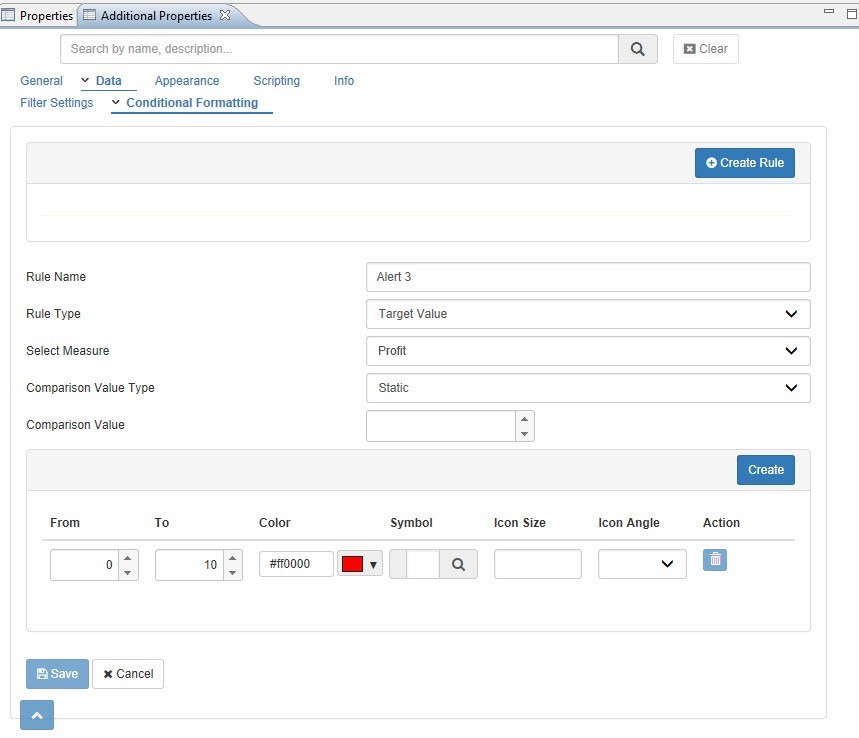 Properties
Additional Properties
Search by name, description...
Clear
General
Data
Appearance
Scripting
Info
Filter Settings
Conditional Formatting
Create Rule
Rule Name
Alert 3
Rule Type
Target Value
Select Measure
Profit
Comparison Value Type
Static
Comparison Value
Create
From
To
Color
Symbol
Icon Size
Icon Angle
Action
0
10
#ff0000
Save
Cancel